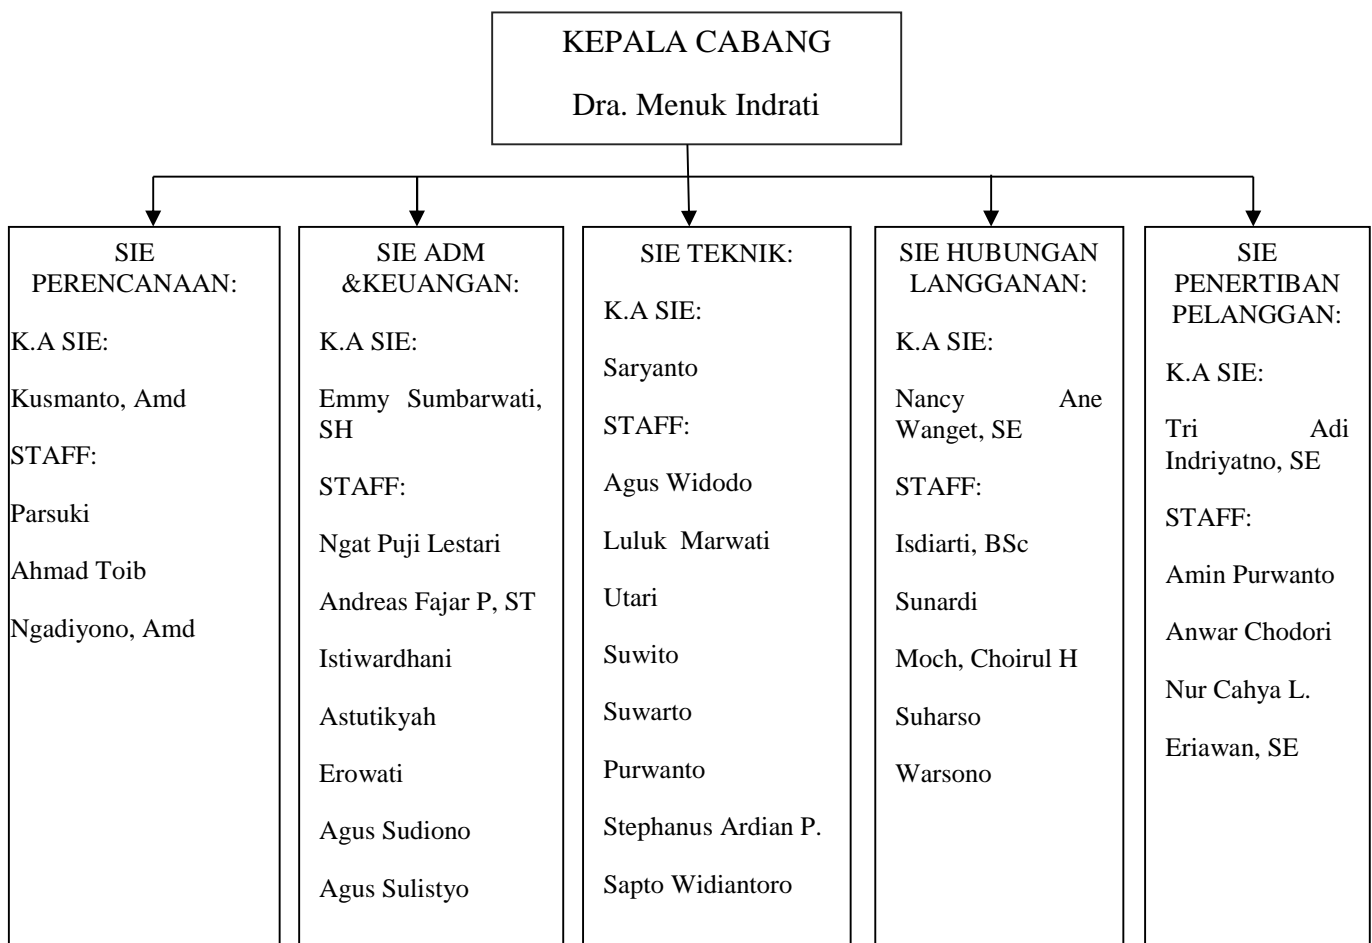 KEPALA CABANG
Dra. Menuk Indrati
SIE
PERENCANAAN:
K.A SIE:
Kusmanto, Amd
STAFF:
Parsuki
Ahmad Toib
Ngadiyono, Amd
SIE ADM
&KEUANGAN:
K.A SIE:
Emmy Sumbarwati,
SH
STAFF:
Ngat Puji Lestari
Andreas Fajar P, ST
Istiwardhani
Astutikyah
Erowati
Agus Sudiono
Agus Sulistyo
SIE TEKNIK:
K.A SIE:
Saryanto
STAFF:
Agus Widodo
Luluk Marwati
Utari
Suwito
Suwarto
Purwanto
Stephanus Ardian P.
Sapto Widiantoro
SIE HUBUNGAN
LANGGANAN:
K.A SIE:
Nancy Ane
Wanget, SE
STAFF:
Isdiarti, BSc
Sunardi
Moch, Choirul H
Suharso
Warsono
SIE
PENERTIBAN
PELANGGAN:
K.A SIE:
Tri Adi
Indriyatno, SE
STAFF:
Amin Purwanto
Anwar Chodori
Nur Cahya L.
Eriawan, SE